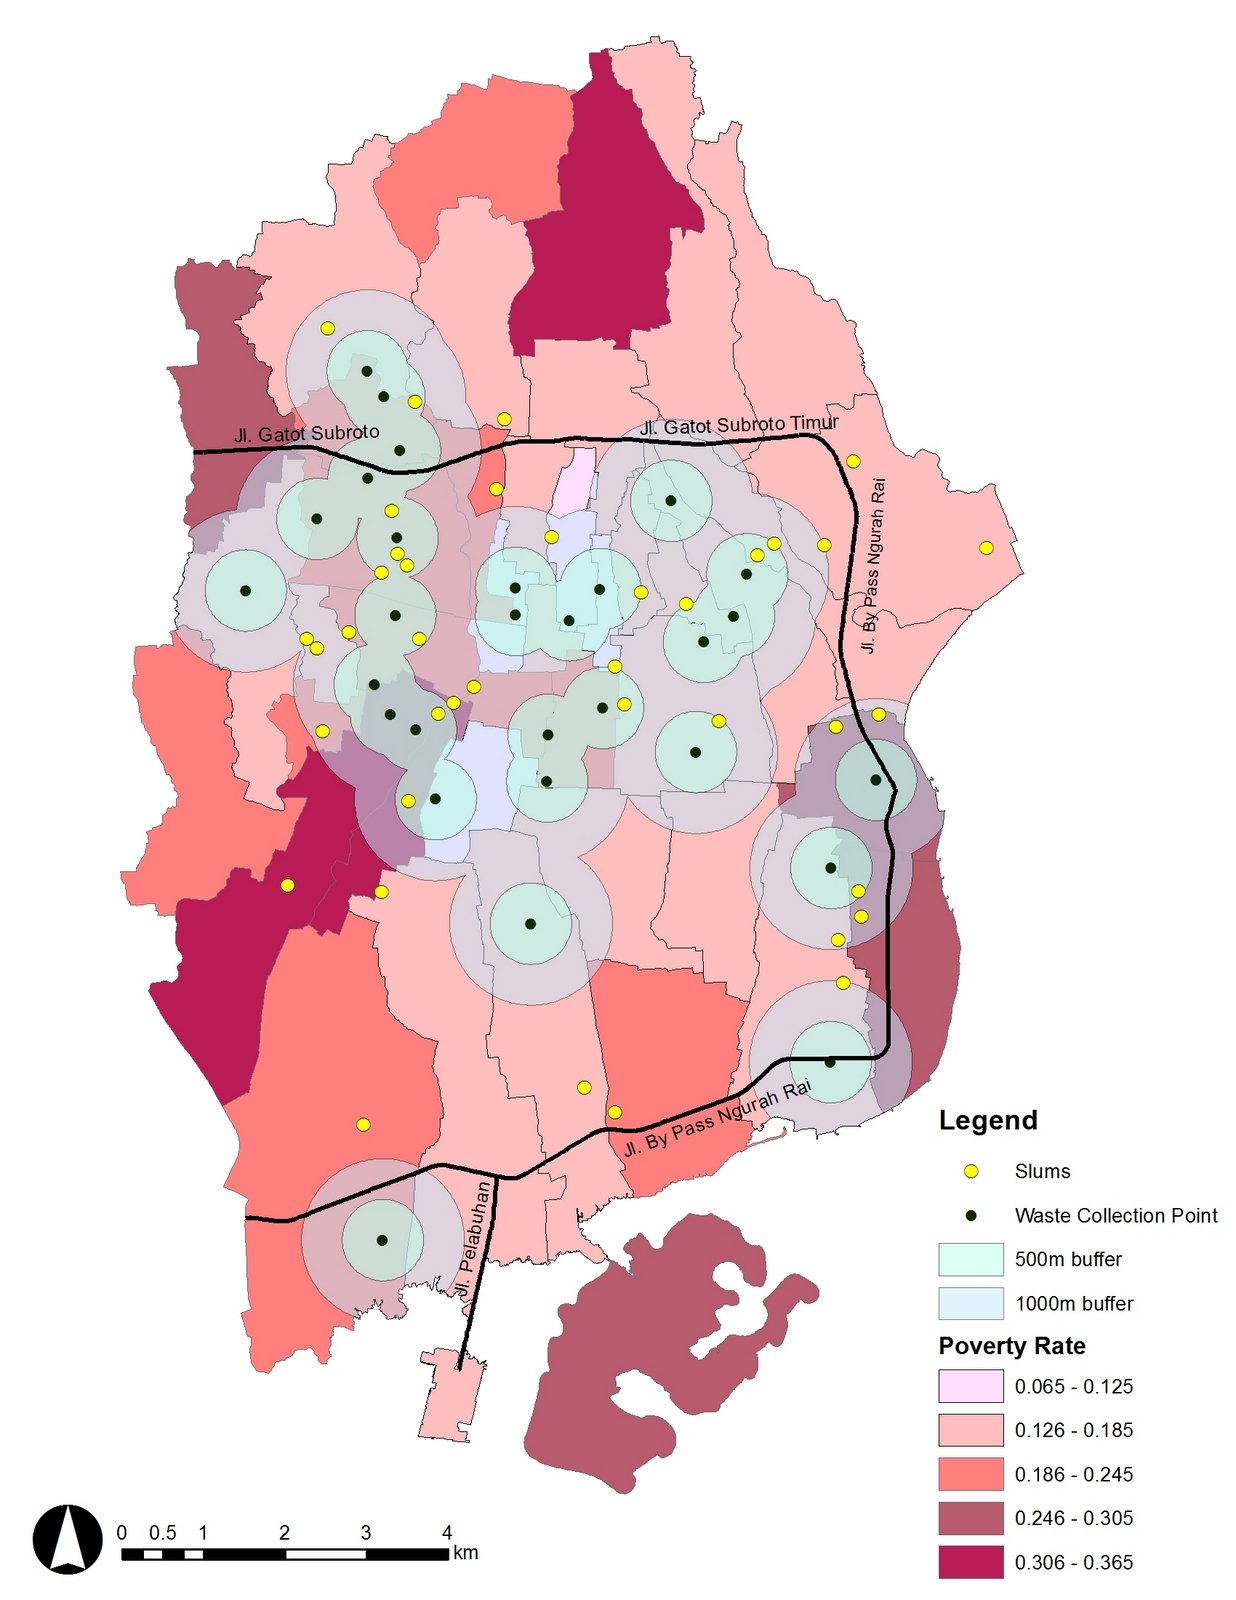 Jl. Gatot Subroto
Jl. Gatot Subroto Timur
Jl. By Pass Ngurah Rai
Jl. By Pass Ngurah Rai
Jl. Pelabuhan
Legend
Slums
Waste Collection Point
500m buffer
1000m buffer
Poverty Rate
0.065 - 0.125
0.126 - 0.185
0.186 - 0.245
0.246 - 0.305
0.306 - 0.365
0 0.5 1 2 3 4
km